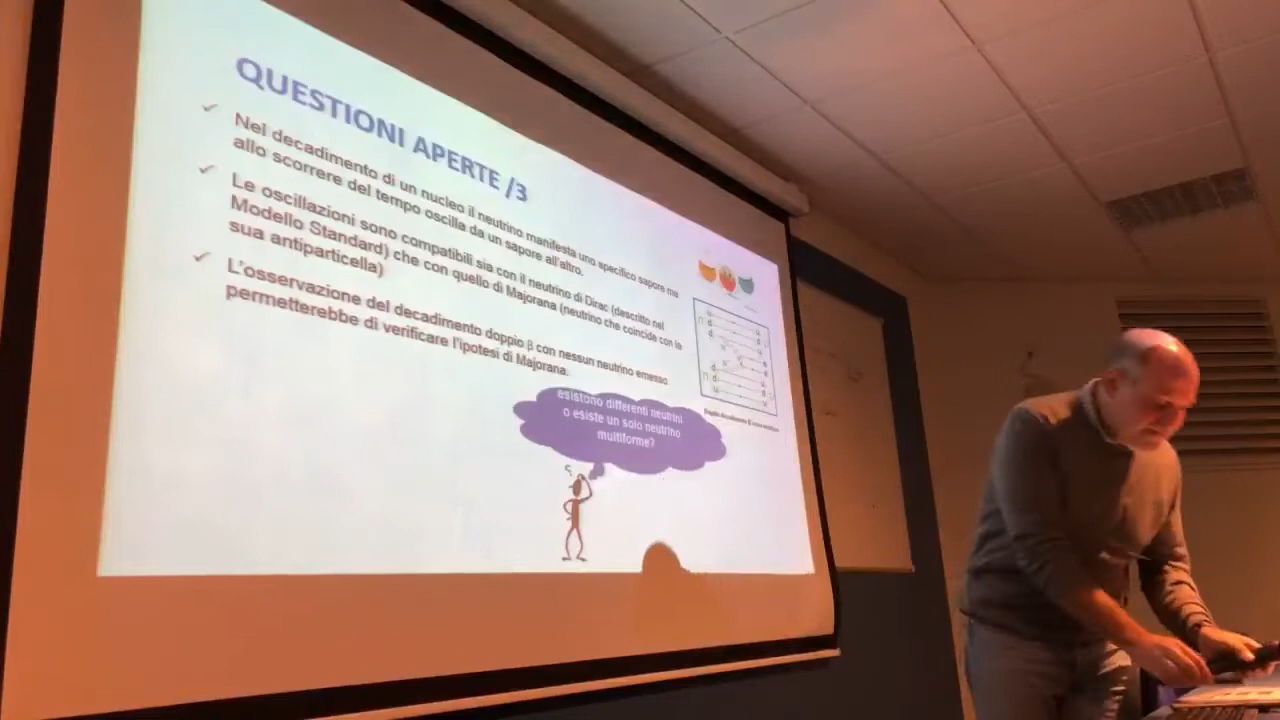 QUESTIONI APERTE /3
✓ Nel decadimento di un nucleo il neutrino manifesta uno specifico sapore ma
allo scorrere del tempo oscilla da un sapore all'altro.
✓ Le oscillazioni sono compatibili sia con il neutrino di Dirac (descritto nel
Modello Standard) che con quello di Majorana (neutrino che coincide con la
sua antiparticella)
✓ L'osservazione del decadimento doppio β con nessun neutrino emesso
permetterebbe di verificare l'ipotesi di Majorana.
esistono differenti neutrini
o esiste un solo neutrino
multiforme?